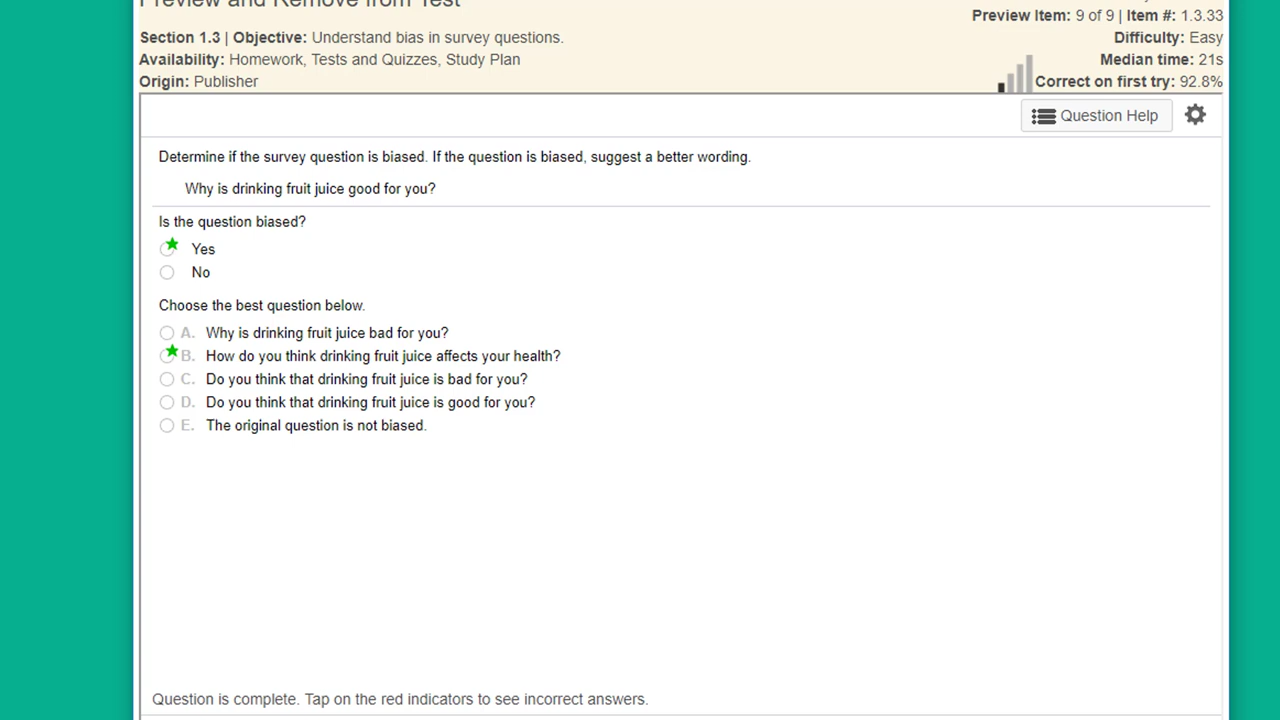 Preview and Remove from Test
Preview Item: 9 of 9 | Item #: 1.3.33
Section 1.3 | Objective: Understand bias in survey questions.
Difficulty: Easy
Availability: Homework, Tests and Quizzes, Study Plan
Median time: 21s
Origin: Publisher
Correct on first try: 92.8%
Question Help
Determine if the survey question is biased. If the question is biased, suggest a better wording.
Why is drinking fruit juice good for you?
Is the question biased?
Yes
No
Choose the best question below.
A. Why is drinking fruit juice bad for you?
B. How do you think drinking fruit juice affects your health?
C. Do you think that drinking fruit juice is bad for you?
D. Do you think that drinking fruit juice is good for you?
E. The original question is not biased.
Question is complete. Tap on the red indicators to see incorrect answers.